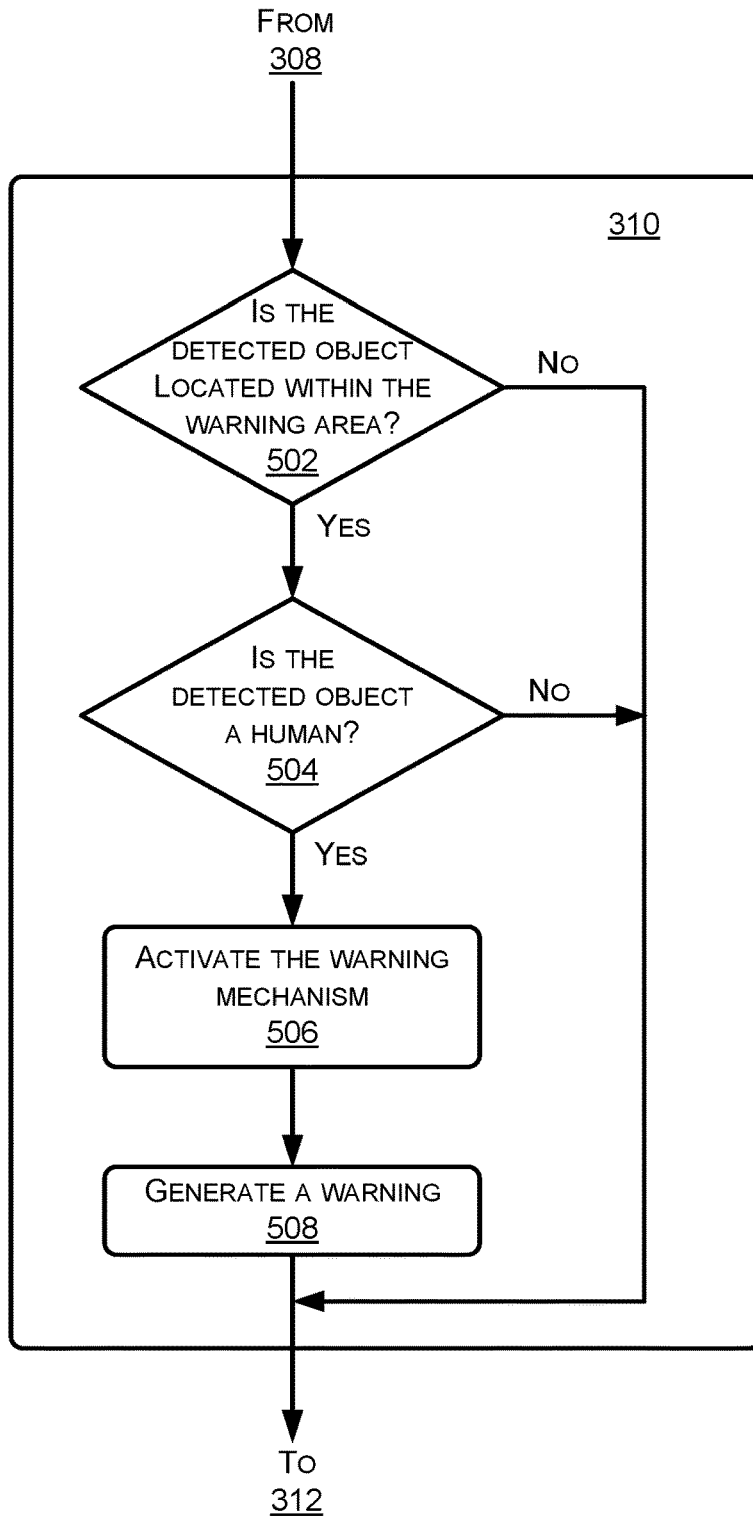 FROM
308
310
IS THE
DETECTED OBJECT
LOCATED WITHIN THE
WARNING AREA?
502
NO
YES
IS THE
DETECTED OBJECT
A HUMAN?
504
NO
YES
ACTIVATE THE WARNING
MECHANISM
506
GENERATE A WARNING
508
TO
312